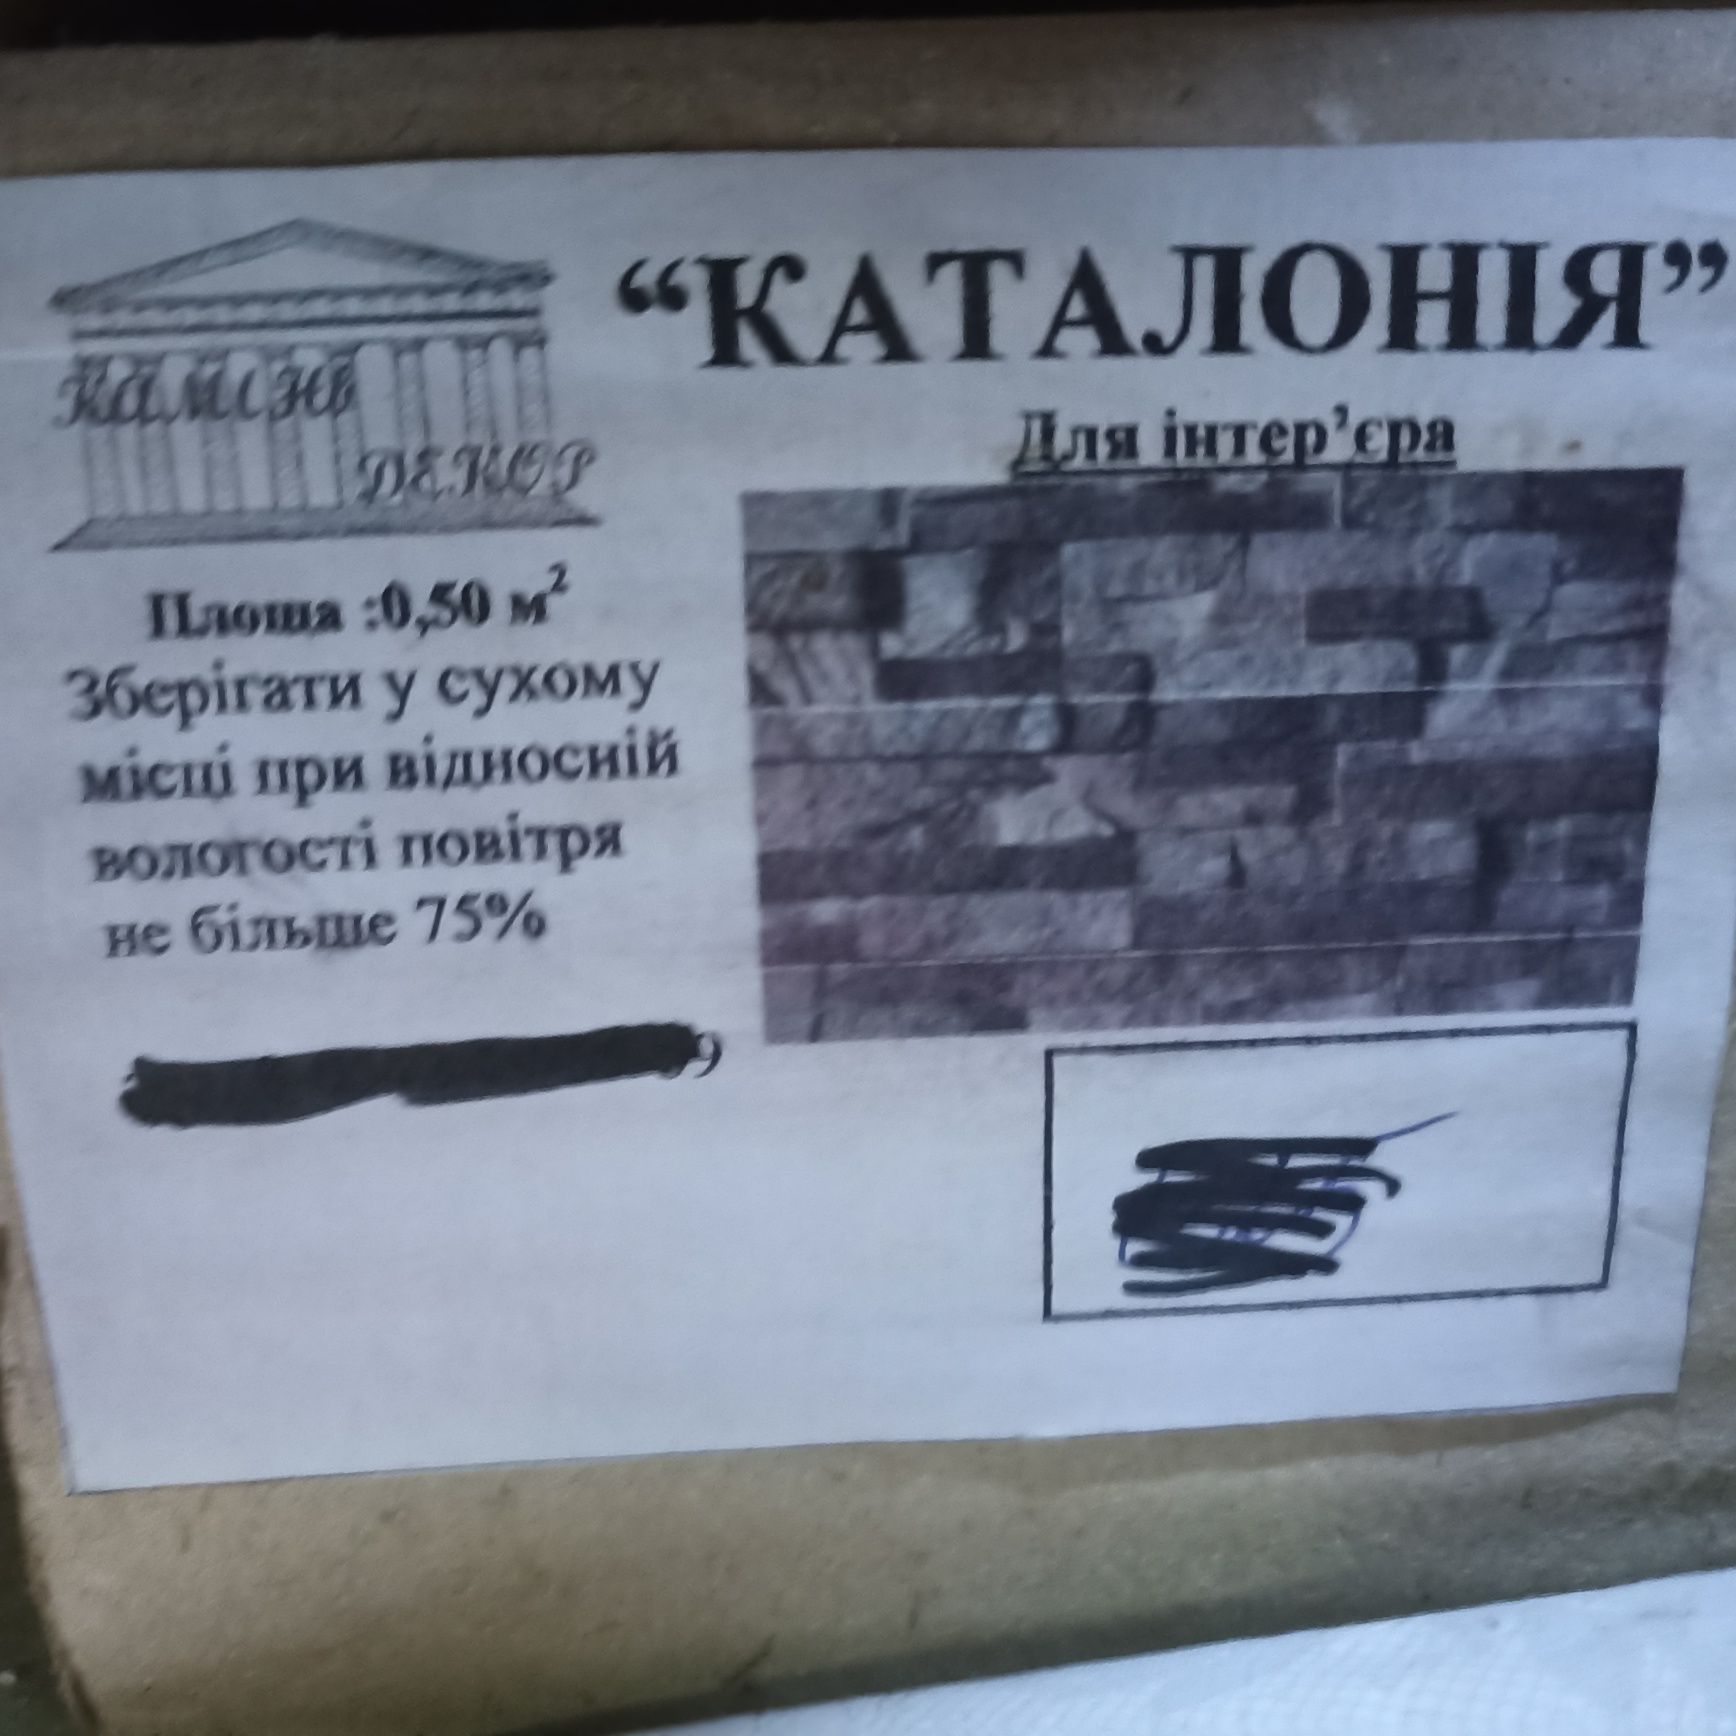 “КАТАЛОНІЯ”
Для інтер’єра
КАМІНЬ
ДЕКОР
Площа :0,50 м²
Зберігати у сухому
місці при відносній
вологості повітря
не більше 75%
9